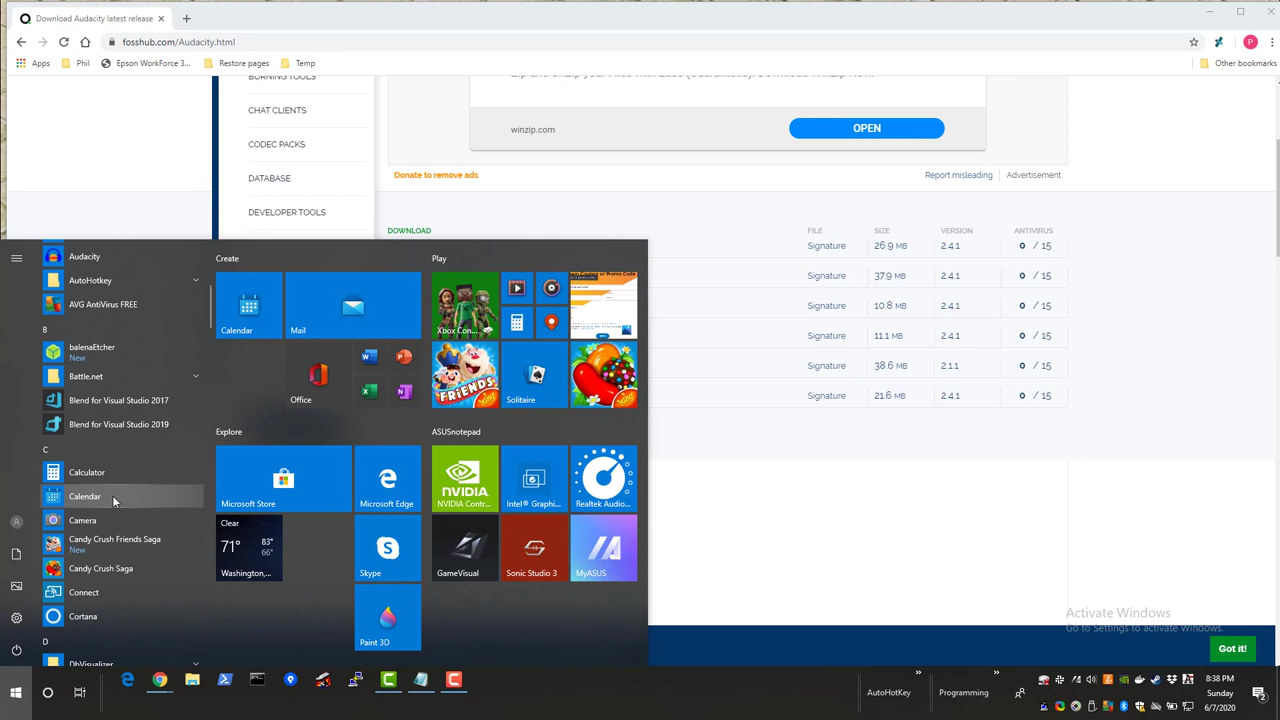 Download Audacity latest release
fosshub.com/Audacity.html
Apps
Phil
Epson WorkForce 3...
Restore pages
Temp
Other bookmarks
BURNING TOOLS
CHAT CLIENTS
CODEC PACKS
DATABASE
DEVELOPER TOOLS
winzip.com
OPEN
Donate to remove ads
Report misleading
Advertisement
DOWNLOAD
FILE
SIZE
VERSION
ANTIVIRUS
Signature 26.9 MB 2.4.1 0 / 15
Signature 37.9 MB 2.4.1 0 / 15
Signature 10.8 MB 2.4.1 0 / 15
Signature 11.1 MB 2.4.1 0 / 15
Signature 38.6 MB 2.1.1 0 / 15
Signature 21.6 MB 2.4.1 0 / 15
Audacity
AutoHotkey
AVG AntiVirus FREE
B
balenaEtcher
New
Battle.net
Blend for Visual Studio 2017
Blend for Visual Studio 2019
C
Calculator
Calendar
Camera
Candy Crush Friends Saga
New
Candy Crush Saga
Connect
Cortana
D
DbVisualizer
Create
Calendar
Mail
Office
Explore
Microsoft Store
Microsoft Edge
Clear
71°
83°
66°
Washington,...
Skype
Paint 3D
Play
Xbox Con...
FRIENDS
Solitaire
ASUSnotepad
NVIDIA
NVIDIA Contr...
Intel® Graphi...
Realtek Audio...
GameVisual
Sonic Studio 3
MyASUS
Activate Windows
Go to Settings to activate Windows.
Got it!
AutoHotKey
Programming
8:38 PM
Sunday
6/7/2020